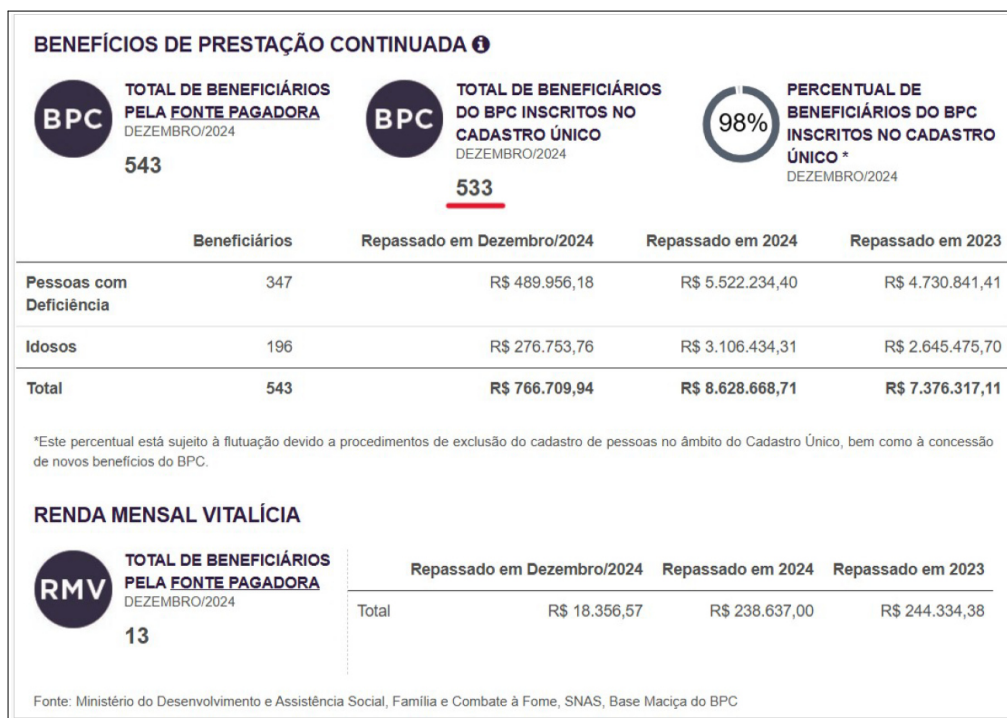 BENEFÍCIOS DE PRESTAÇÃO CONTINUADA
BPC
TOTAL DE BENEFICIÁRIOS
PELA FONTE PAGADORA
DEZEMBRO/2024
543
BPC
TOTAL DE BENEFICIÁRIOS
DO BPC INSCRITOS NO
CADASTRO ÚNICO
DEZEMBRO/2024
533
98%
PERCENTUAL DE
BENEFICIÁRIOS DO BPC
INSCRITOS NO CADASTRO
ÚNICO *
DEZEMBRO/2024
Beneficiários Repassado em Dezembro/2024 Repassado em 2024 Repassado em 2023
Pessoas com
Deficiência 347 R$ 489.956,18 R$ 5.522.234,40 R$ 4.730.841,41
Idosos 196 R$ 276.753,76 R$ 3.106.434,31 R$ 2.645.475,70
Total 543 R$ 766.709,94 R$ 8.628.668,71 R$ 7.376.317,11
*Este percentual está sujeito à flutuação devido a procedimentos de exclusão do cadastro de pessoas no âmbito do Cadastro Único, bem como à concessão
de novos benefícios do BPC.
RENDA MENSAL VITALÍCIA
RMV
TOTAL DE BENEFICIÁRIOS
PELA FONTE PAGADORA
DEZEMBRO/2024
13
Repassado em Dezembro/2024 Repassado em 2024 Repassado em 2023
Total R$ 18.356,57 R$ 238.637,00 R$ 244.334,38
Fonte: Ministério do Desenvolvimento e Assistência Social, Família e Combate à Fome, SNAS, Base Maciça do BPC